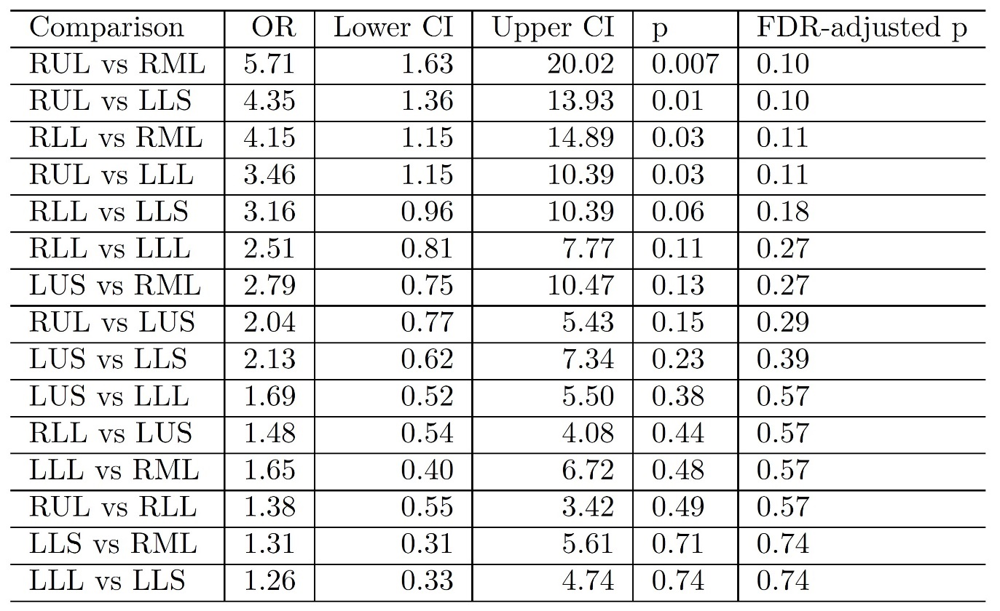 Comparison OR Lower CI Upper CI p FDR-adjusted p
RUL vs RML 5.71 1.63 20.02 0.007 0.10
RUL vs LLS 4.35 1.36 13.93 0.01 0.10
RLL vs RML 4.15 1.15 14.89 0.03 0.11
RUL vs LLL 3.46 1.15 10.39 0.03 0.11
RLL vs LLS 3.16 0.96 10.39 0.06 0.18
RLL vs LLL 2.51 0.81 7.77 0.11 0.27
LUS vs RML 2.79 0.75 10.47 0.13 0.27
RUL vs LUS 2.04 0.77 5.43 0.15 0.29
LUS vs LLS 2.13 0.62 7.34 0.23 0.39
LUS vs LLL 1.69 0.52 5.50 0.38 0.57
RLL vs LUS 1.48 0.54 4.08 0.44 0.57
LLL vs RML 1.65 0.40 6.72 0.48 0.57
RUL vs RLL 1.38 0.55 3.42 0.49 0.57
LLS vs RML 1.31 0.31 5.61 0.71 0.74
LLL vs LLS 1.26 0.33 4.74 0.74 0.74